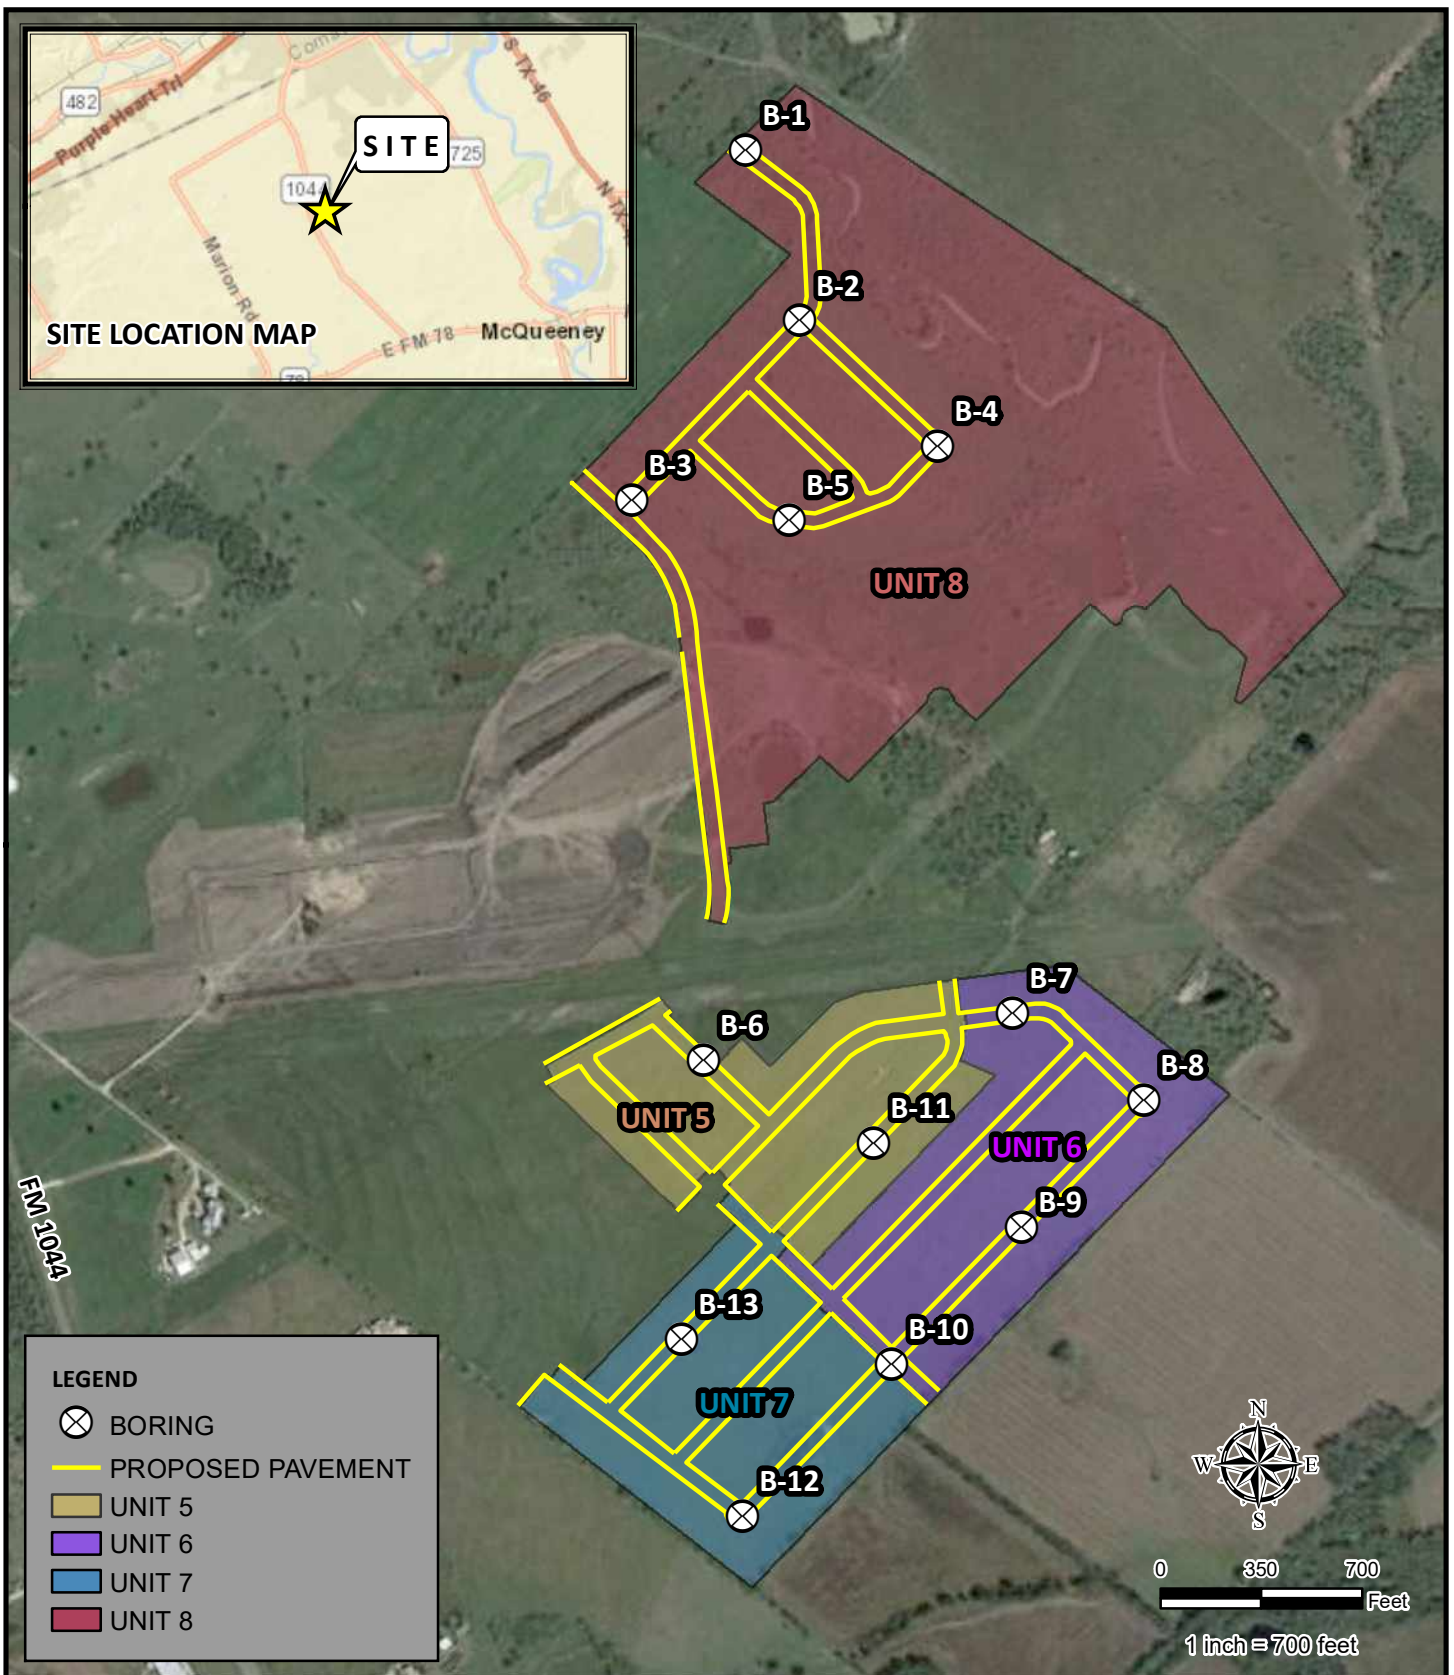 Coma
S TX-46
482
Purple Heart Trl
SITE
725
1044
N TX-
Marion Rd
SITE LOCATION MAP
E FM 78
McQueeney
78
B-1
B-2
B-4
B-3
B-5
UNIT 8
B-7
B-6
B-8
B-11
UNIT 5
UNIT 6
B-9
FM 1044
B-13
B-10
UNIT 7
B-12
LEGEND
BORING
PROPOSED PAVEMENT
UNIT 5
UNIT 6
UNIT 7
UNIT 8
N
W E
S
0 350 700
Feet
1 inch = 700 feet